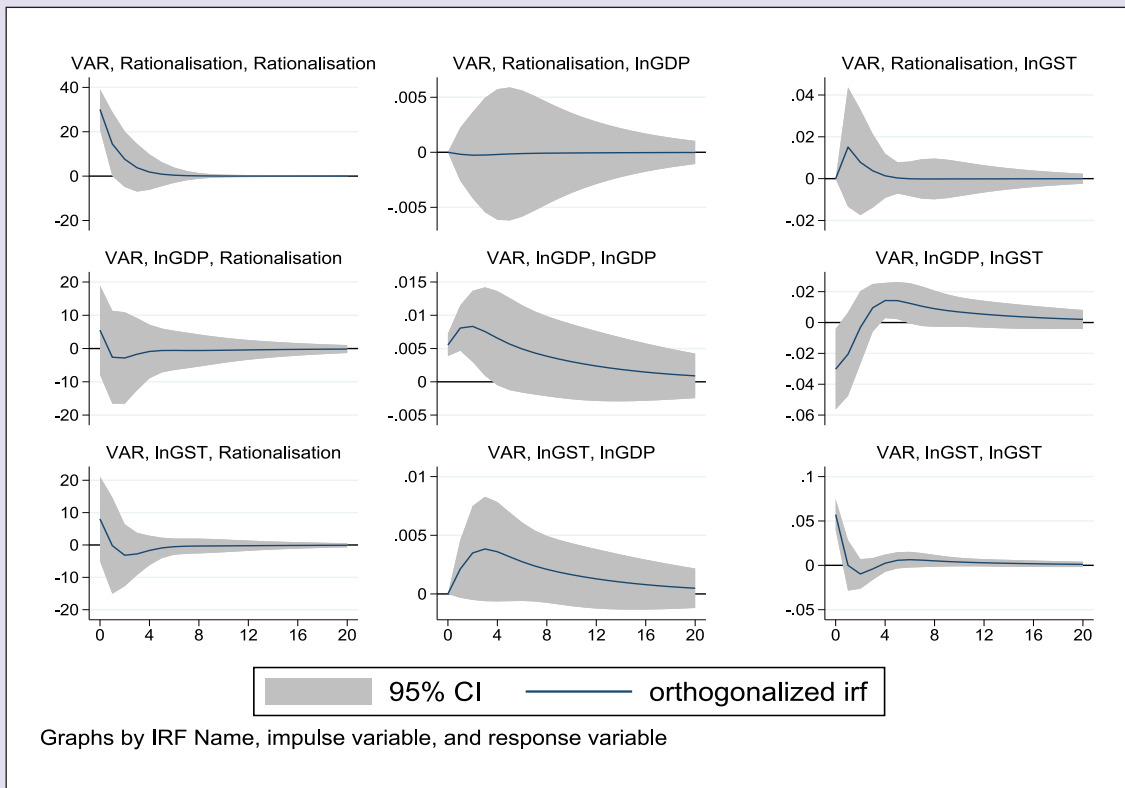 VAR, Rationalisation, Rationalisation
40
20
0
-20
VAR, Rationalisation, lnGDP
.005
0
-.005
VAR, Rationalisation, lnGST
.04
.02
0
-.02
VAR, lnGDP, Rationalisation
20
10
0
-10
-20
VAR, lnGDP, lnGDP
.015
.01
.005
0
-.005
VAR, lnGDP, lnGST
.02
0
-.02
-.04
-.06
VAR, lnGST, Rationalisation
20
10
0
-10
-20
0 4 8 12 16 20
VAR, lnGST, lnGDP
.01
.005
0
0 4 8 12 16 20
VAR, lnGST, lnGST
.1
.05
0
-.05
0 4 8 12 16 20
95% CI orthogonalized irf
Graphs by IRF Name, impulse variable, and response variable